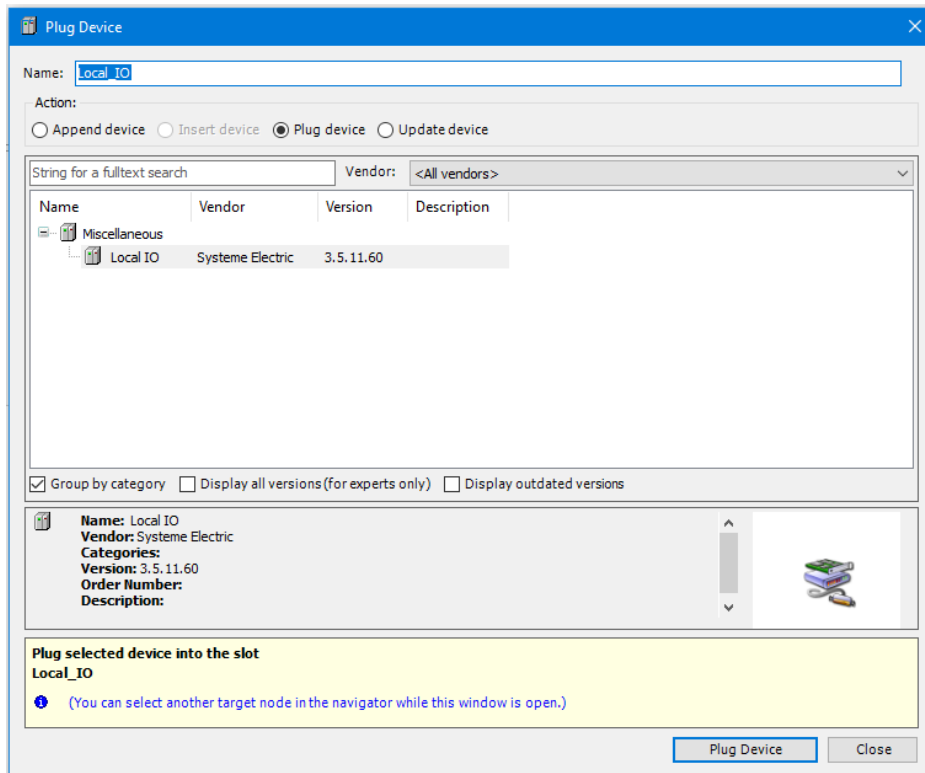 Plug Device
Name: Local_IO
Action:
Append device Insert device Plug device Update device
String for a fulltext search Vendor: <All vendors>
Name Vendor Version Description
Miscellaneous
Local IO Systeme Electric 3.5.11.60
Group by category Display all versions (for experts only) Display outdated versions
Name: Local IO
Vendor: Systeme Electric
Categories:
Version: 3.5.11.60
Order Number:
Description:
Plug selected device into the slot
Local_IO
(You can select another target node in the navigator while this window is open.)
Plug Device Close